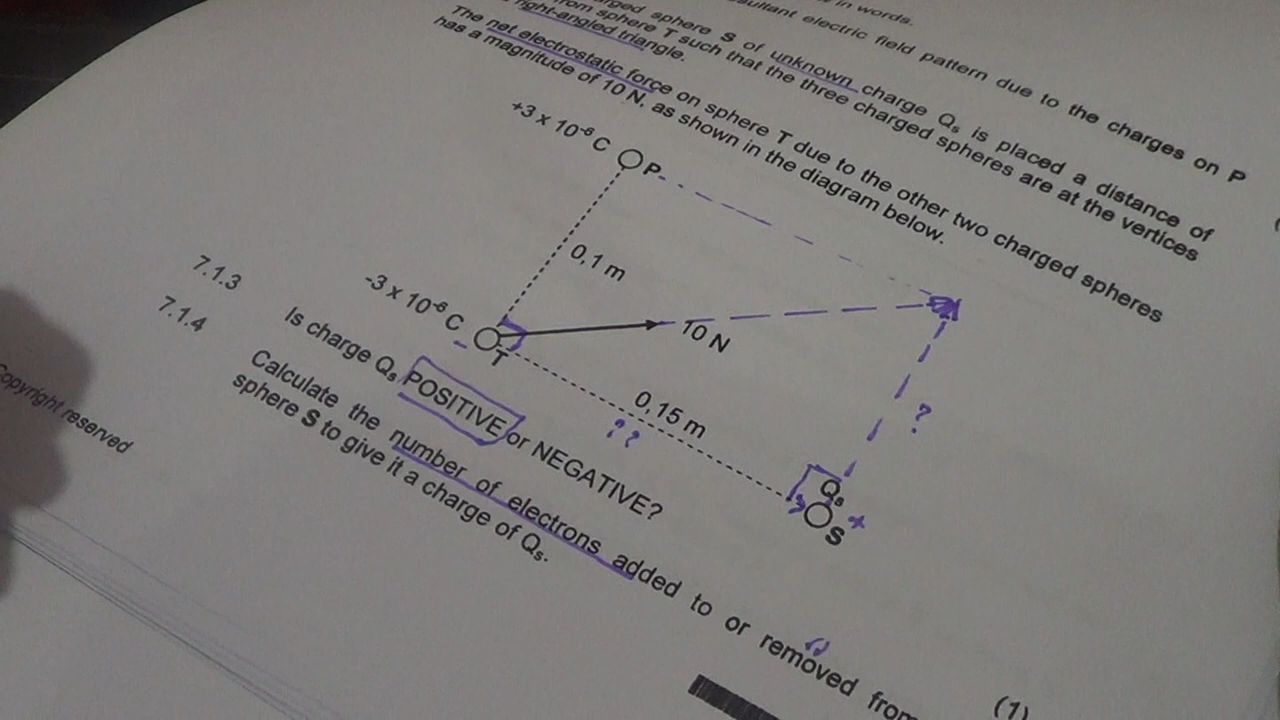 in words.
sultant electric field pattern due to the charges on P
sphere S of unknown charge Qs is placed a distance of
from sphere T such that the three charged spheres are at the vertices
right-angled triangle.
The net electrostatic force on sphere T due to the other two charged spheres
has a magnitude of 10 N, as shown in the diagram below.
+3 x 10⁻⁶ C
P
0,1 m
-3 x 10⁻⁶ C
T
10 N
0,15 m
??
?
Qs
S +
7.1.3 Is charge Qs POSITIVE or NEGATIVE?
(1)
7.1.4 Calculate the number of electrons added to or removed from
sphere S to give it a charge of Qs.
Copyright reserved